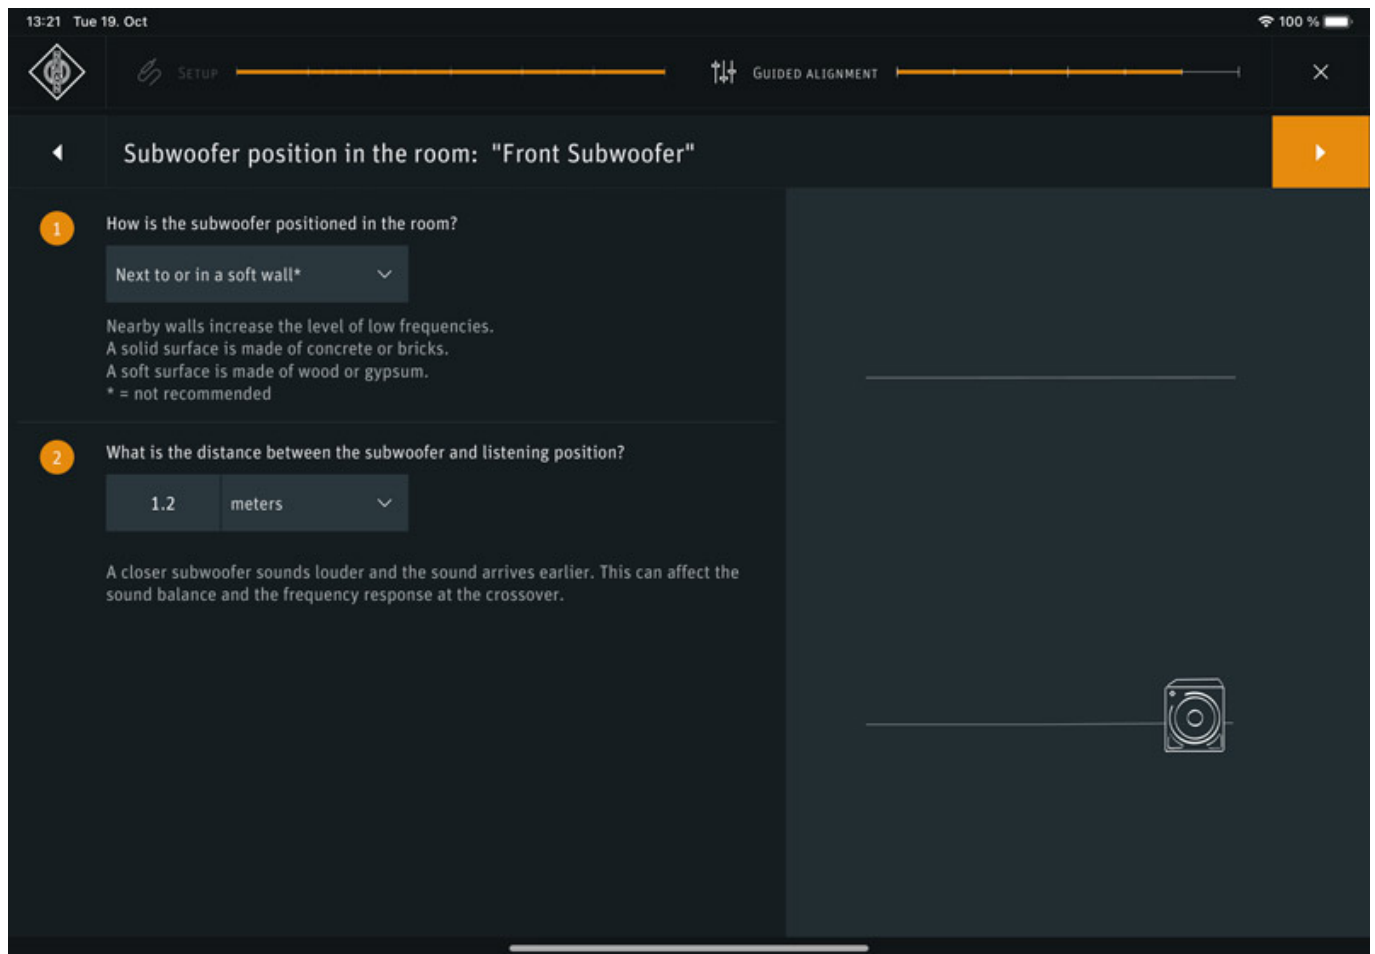 13:21 Tue 19. Oct
100 %
SETUP
GUIDED ALIGNMENT
Subwoofer position in the room: "Front Subwoofer"
1
How is the subwoofer positioned in the room?
Next to or in a soft wall*
Nearby walls increase the level of low frequencies.
A solid surface is made of concrete or bricks.
A soft surface is made of wood or gypsum.
* = not recommended
2
What is the distance between the subwoofer and listening position?
1.2 meters
A closer subwoofer sounds louder and the sound arrives earlier. This can affect the
sound balance and the frequency response at the crossover.